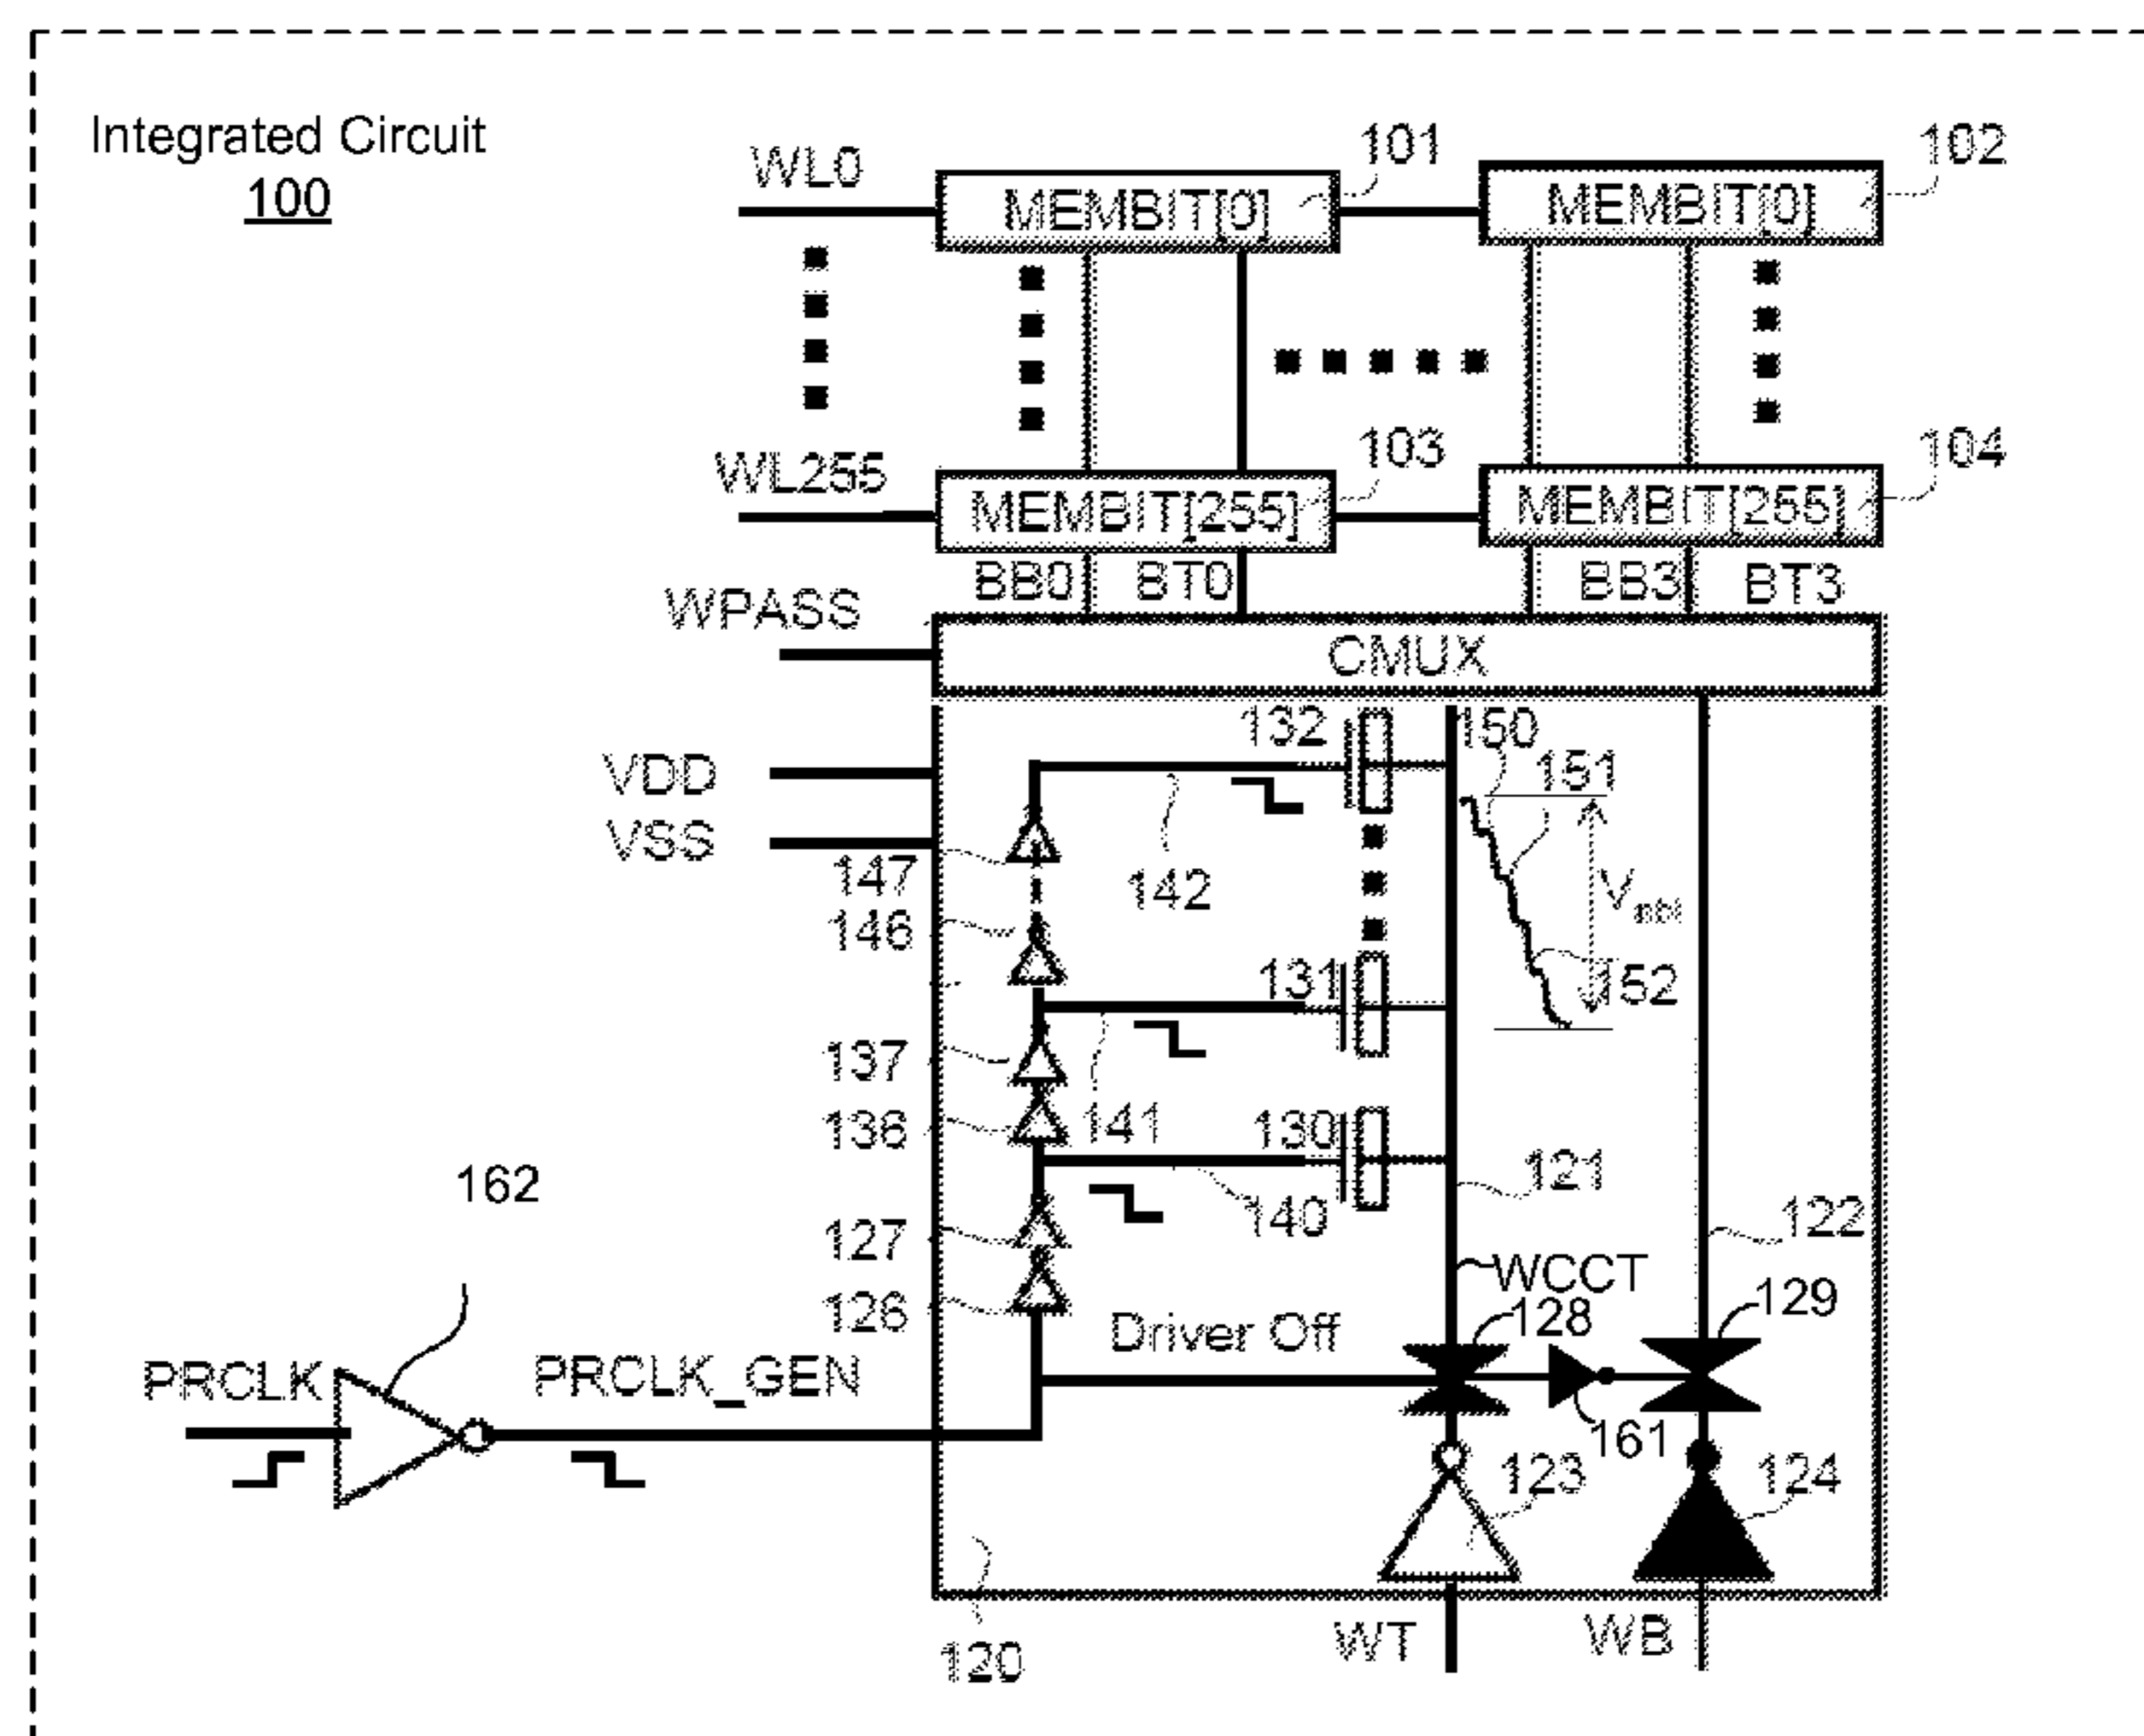 Integrated Circuit
100
WL0
MEMBIT[0]
101
MEMBIT[0]
102
WL255
MEMBIT[255]
103
MEMBIT[255]
104
BB0
BT0
BB3
BT3
WPASS
CMUX
VDD
VSS
132
150
151
147
142
Vnbl
146
131
152
137
136
141
130
121
140
122
127
126
WCCT
128
129
Driver Off
162
PRCLK
PRCLK_GEN
161
123
124
120
WT
WB